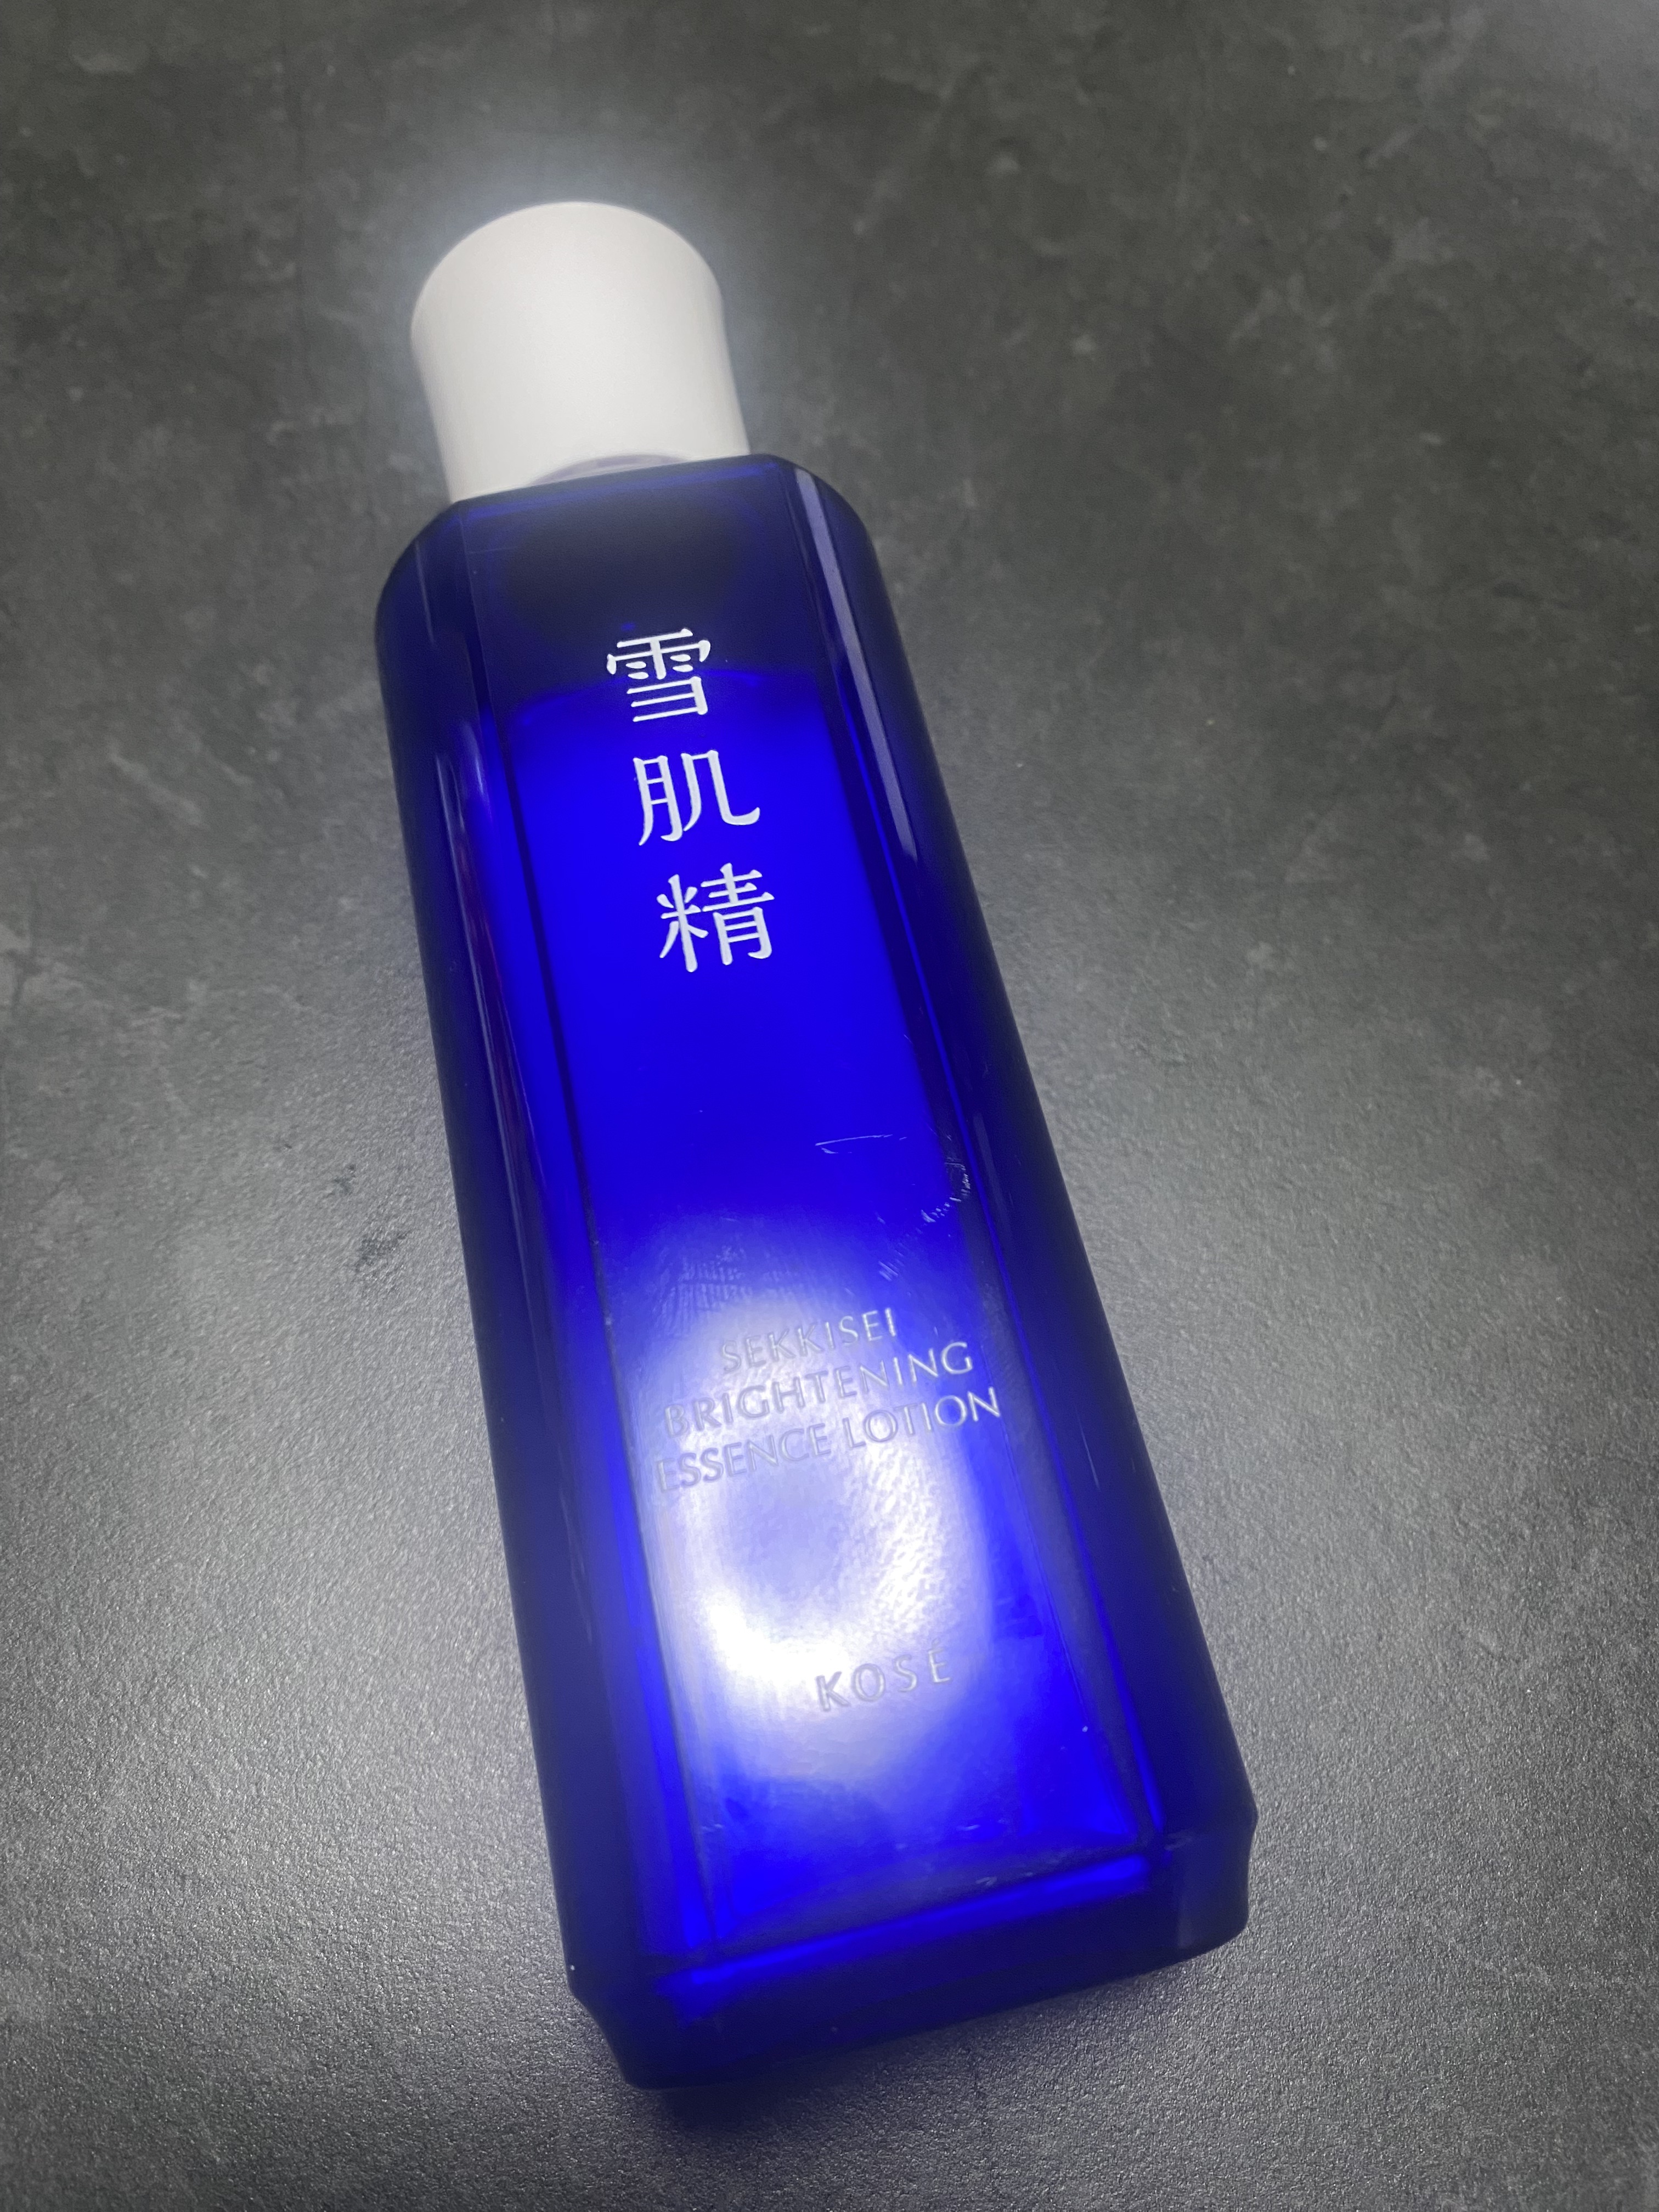 雪肌精
SEKKISEI
BRIGHTENING
ESSENCE LOTION
KOSÉ